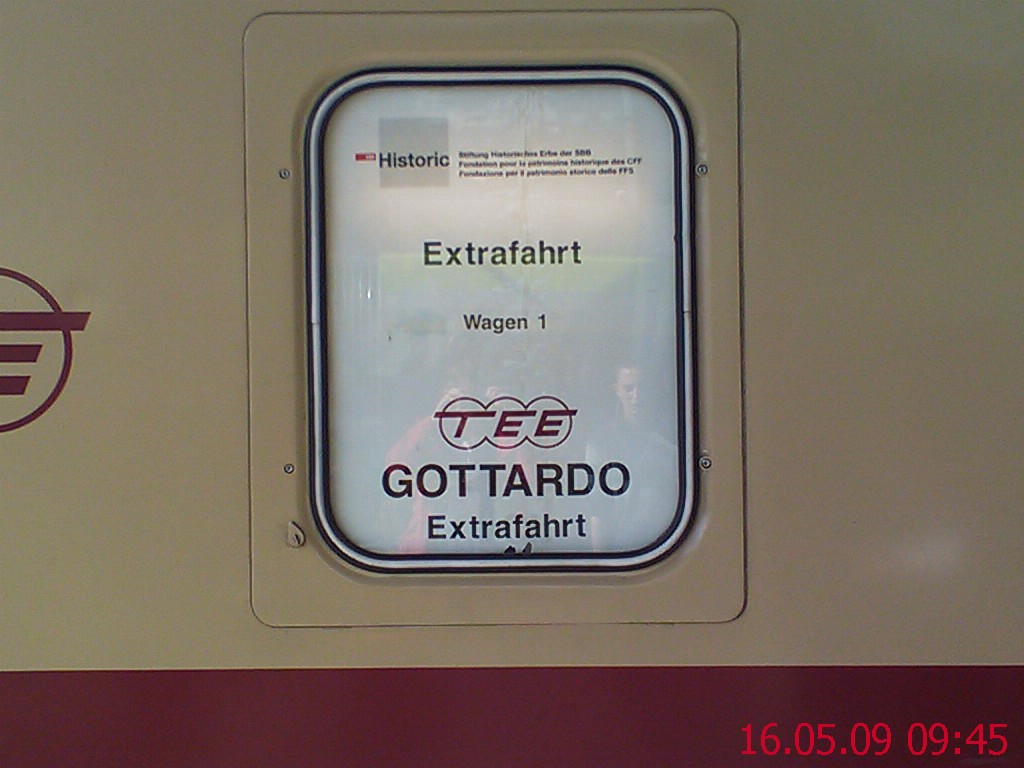 SBB Historic
Stiftung Historisches Erbe der SBB
Fondation pour le patrimoine historique des CFF
Fondazione per il patrimonio storico delle FFS
Extrafahrt
Wagen 1
TEE
GOTTARDO
Extrafahrt
E
16.05.09 09:45